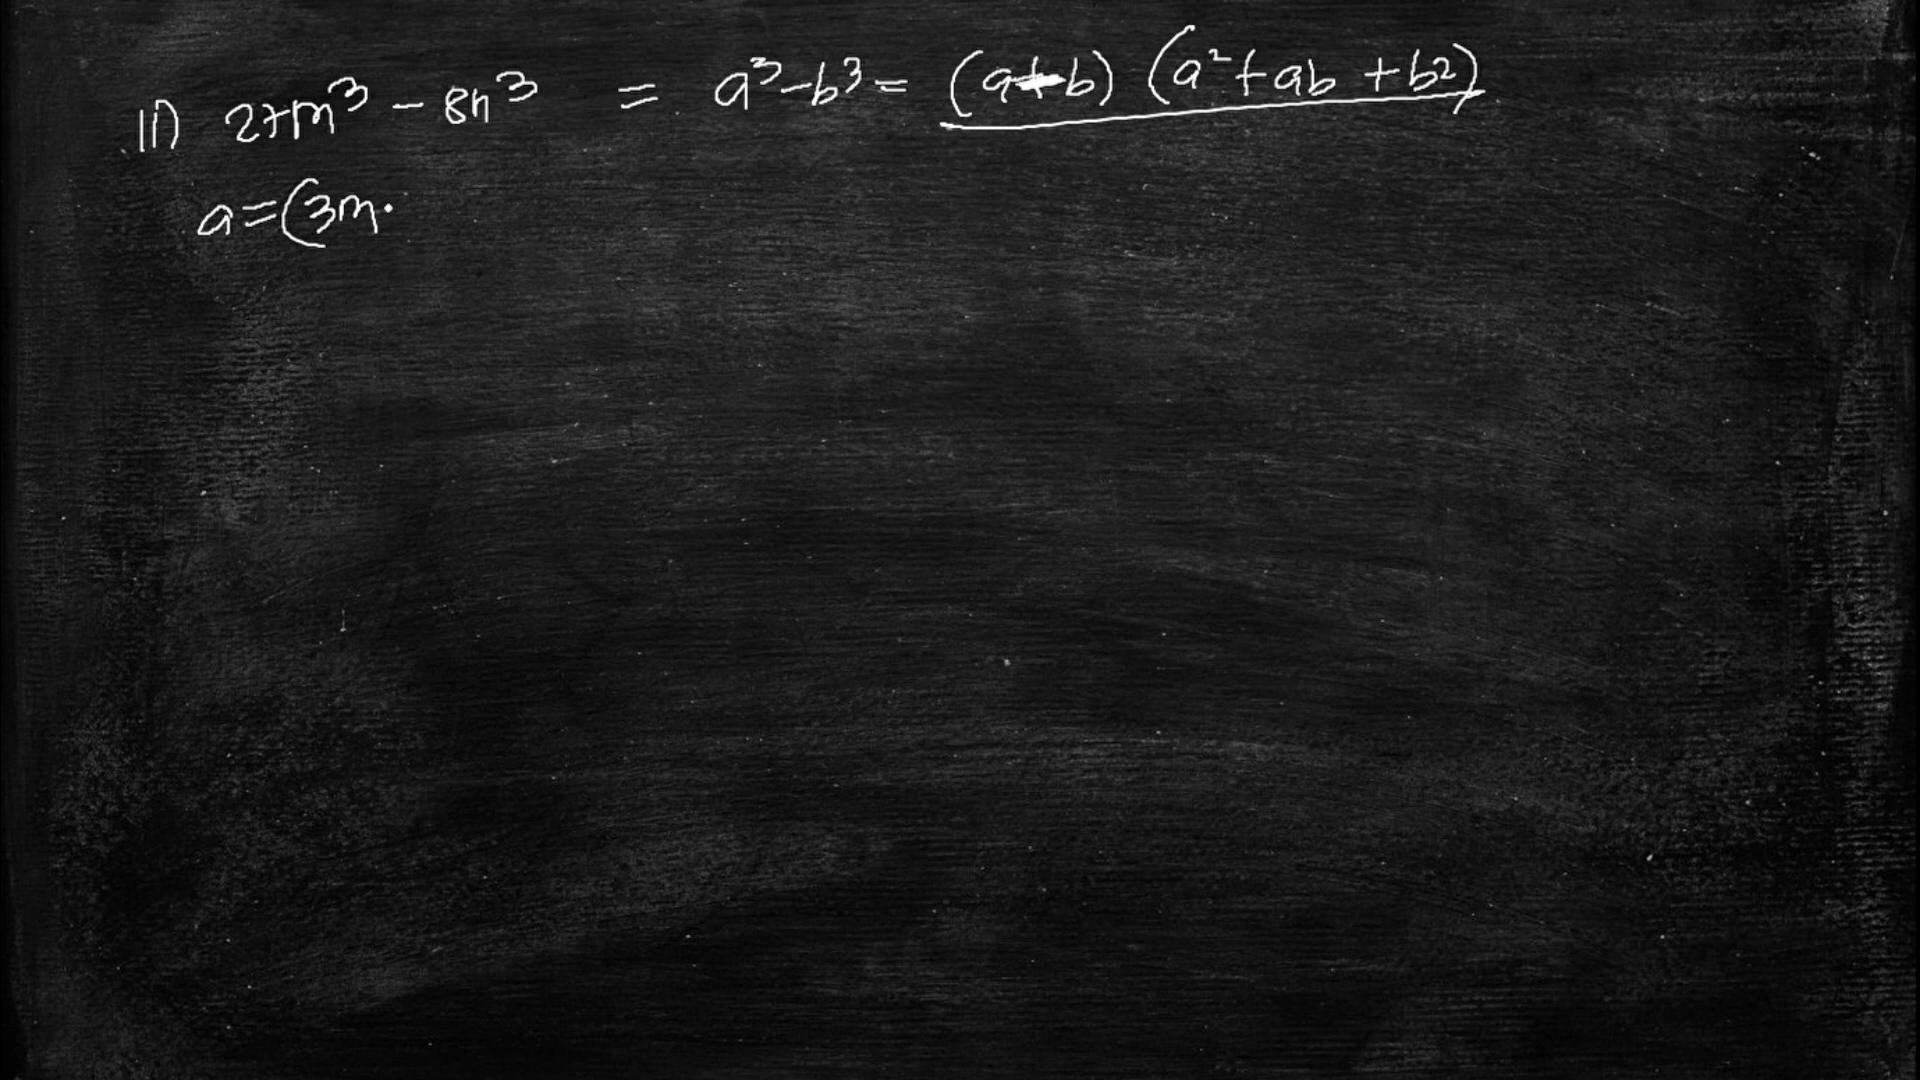 11) 27m³ - 8n³ = a³-b³ = (a-b) (a²+ab+b2)
a=(3m.